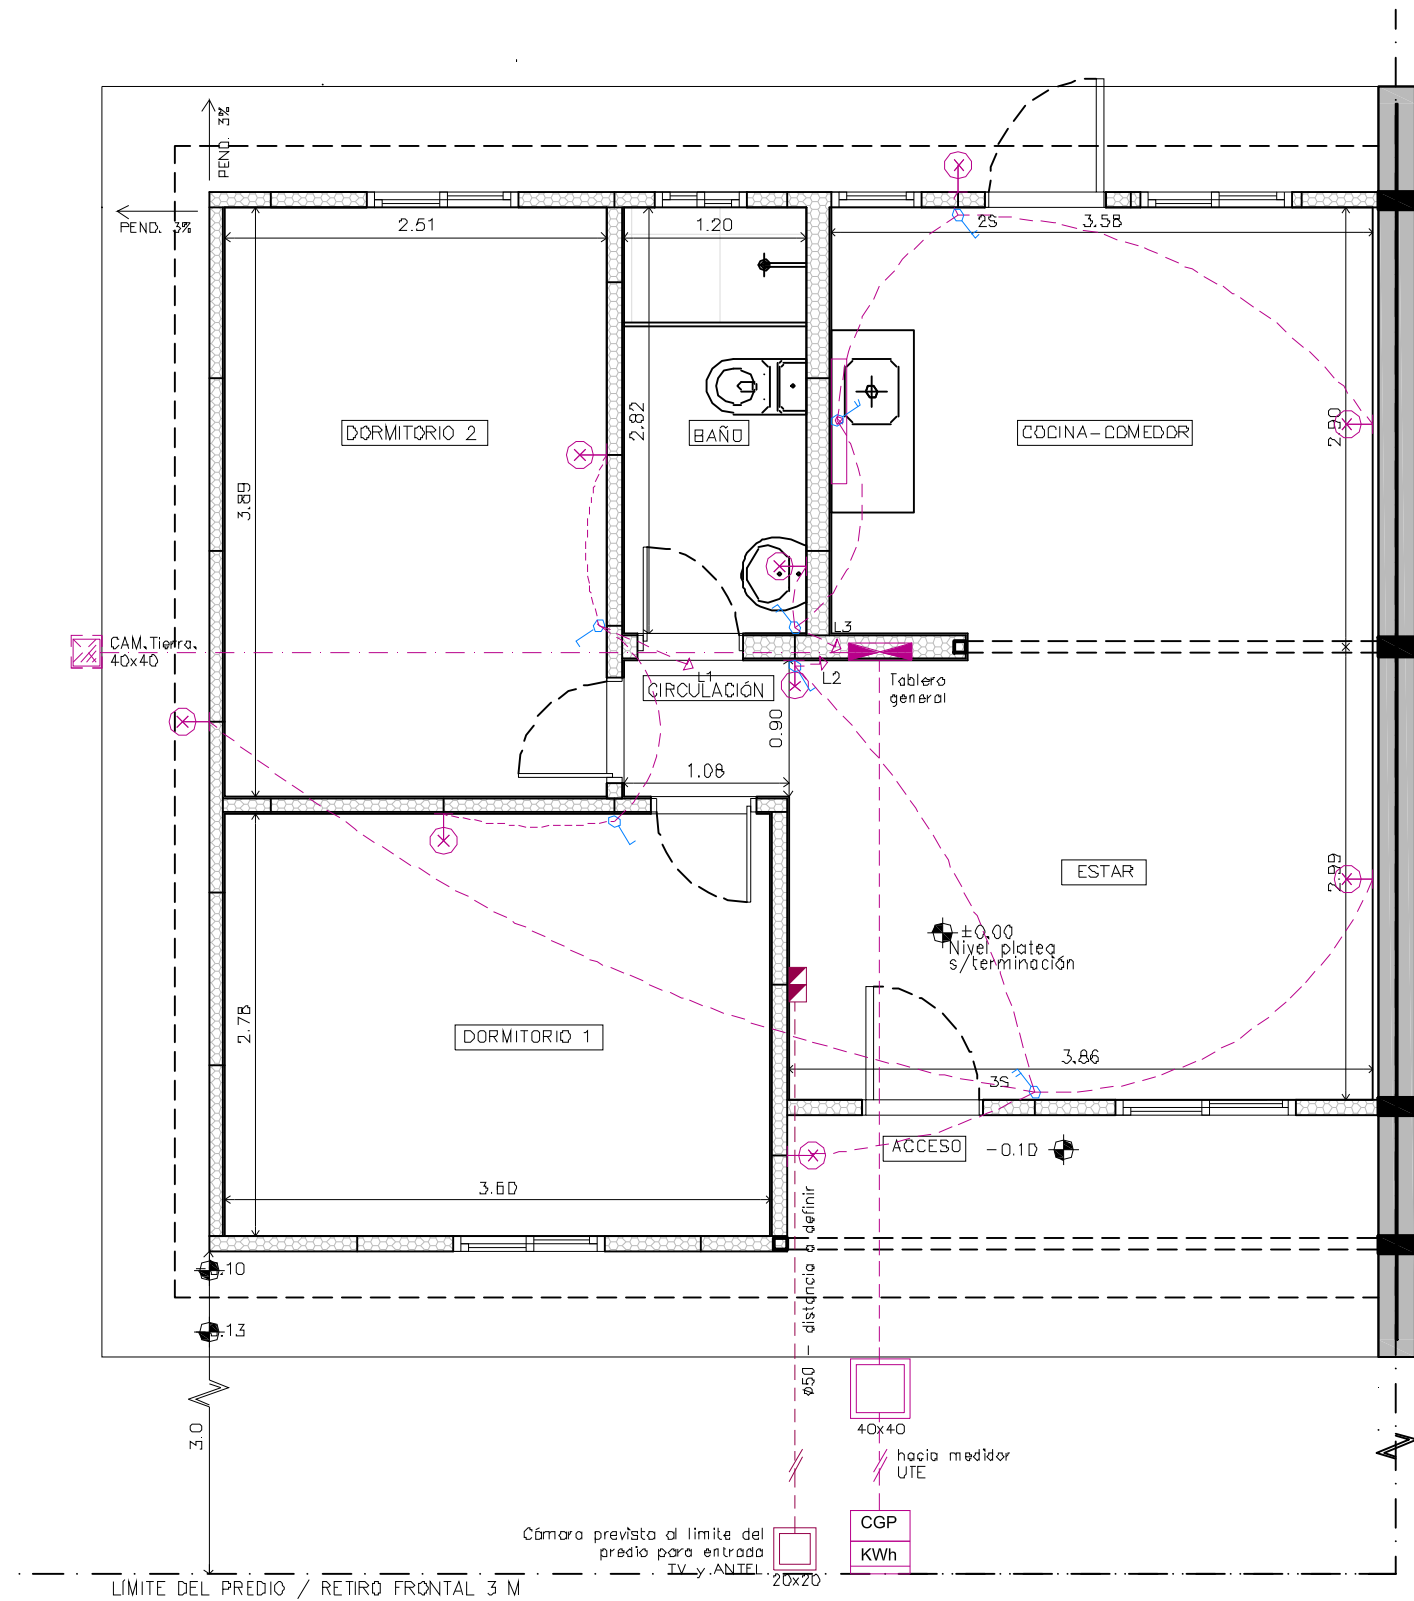 PEND. 3%
PEND. 3%
2.51
1.20
2S
3.58
DORMITORIO 2
2.82
BAÑO
COCINA-COMEDOR
2.90
3.89
CAM.Tierra.
40x40
L3
L1
L2
CIRCULACIÓN
Tablero
general
0.90
1.08
ESTAR
2.99
±0.00
Nivel platea
s/terminación
2.78
DORMITORIO 1
3.86
3S
ACCESO
-0.10
3.60
ø50 - distancia a definir
.10
.13
3.0
40x40
hacia medidor
UTE
CGP
KWh
Cámara prevista al limite del
predio para entrada
TV y ANTEL
20x20
LÍMITE DEL PREDIO / RETIRO FRONTAL 3 M